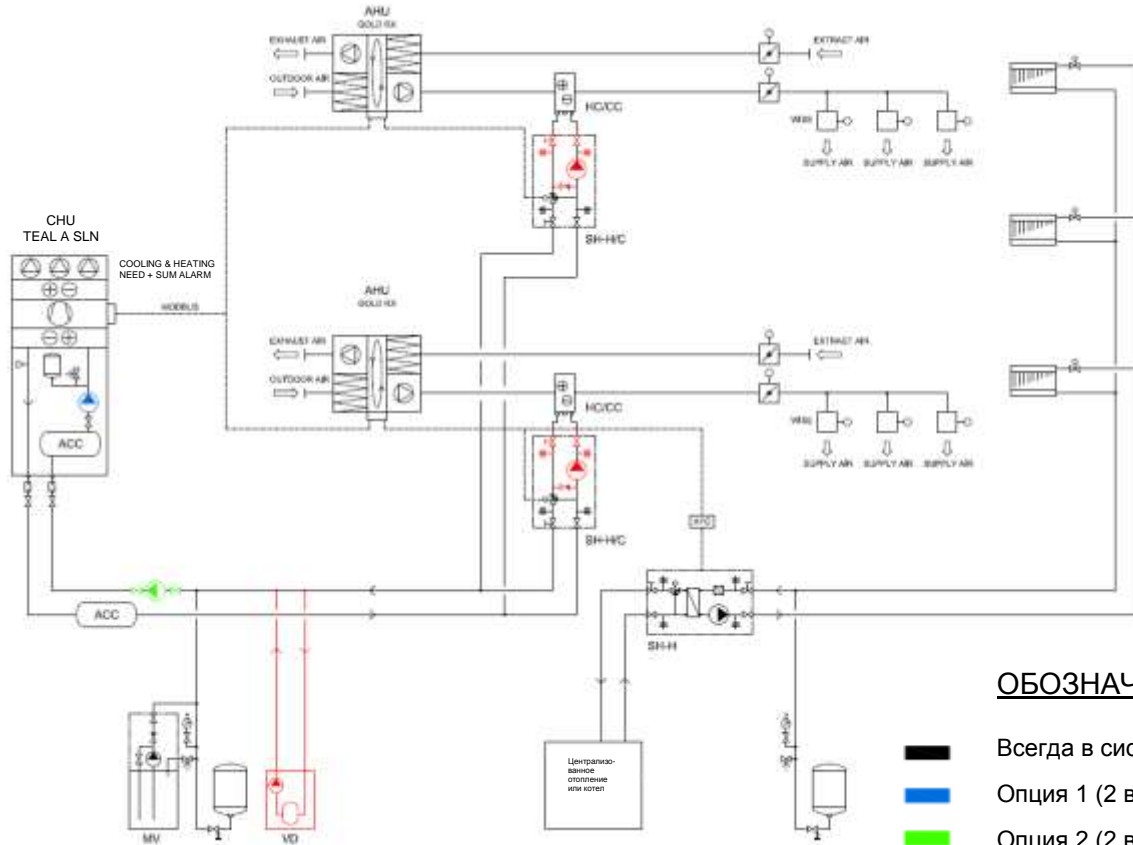 AHU
GOLD RX
EXHAUST AIR
EXTRACT AIR
OUTDOOR AIR
HC/CC
SUPPLY AIR SUPPLY AIR SUPPLY AIR
SH-H/C
CHU
TEAL A SLN
COOLING & HEATING
NEED + SUM ALARM
MODBUS
AHU
GOLD RX
EXHAUST AIR
EXTRACT AIR
OUTDOOR AIR
HC/CC
SUPPLY AIR SUPPLY AIR SUPPLY AIR
ACC
SH-H/C
ACC
SH-H
ОБОЗНАЧ
Всегда в сис
Централизо-
ванное
отопление
или котел
Опция 1 (2 в
Опция 2 (2 в
MV
VD